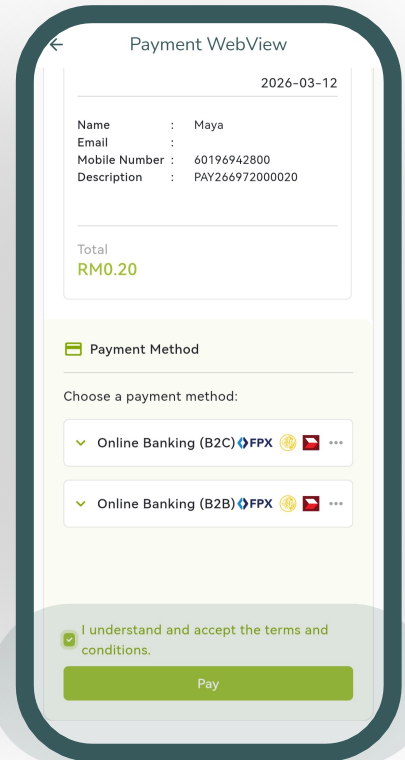 Payment WebView
2026-03-12
Name : Maya
Email :
Mobile Number : 60196942800
Description : PAY266972000020
Total
RM0.20
Payment Method
Choose a payment method:
Online Banking (B2C) FPX
Online Banking (B2B) FPX
I understand and accept the terms and
conditions.
Pay